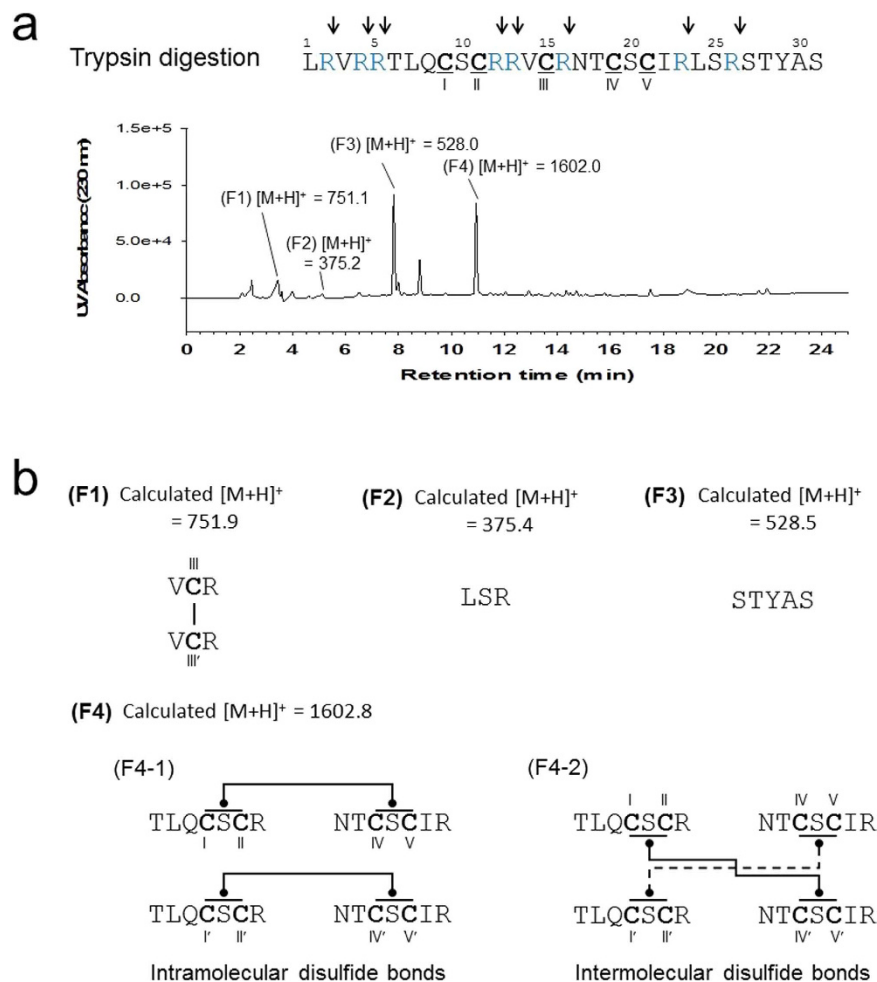 a
1 5 10 15 20 25 30
Trypsin digestion LRVRRTLQCSCRRVCRNTCSCIRLSRSTYAS
I II III IV V
1.5e+5
(F3) [M+H]+ = 528.0
(F4) [M+H]+ = 1602.0
1.0e+5
(F1) [M+H]+ = 751.1
(F2) [M+H]+
= 375.2
5.0e+4
0.0
UV Absorbance (230 nm)
0 2 4 6 8 10 12 14 16 18 20 22 24
Retention time (min)
b
(F1) Calculated [M+H]+
= 751.9
(F2) Calculated [M+H]+
= 375.4
(F3) Calculated [M+H]+
= 528.5
III
VCR
VCR
III'
LSR
STYAS
(F4) Calculated [M+H]+ = 1602.8
(F4-1)
TLQCSCR NTCSCIR
I II IV V
TLQCSCR NTCSCIR
I' II' IV' V'
Intramolecular disulfide bonds
(F4-2)
I II IV V
TLQCSCR NTCSCIR
TLQCSCR NTCSCIR
I' II' IV' V'
Intermolecular disulfide bonds